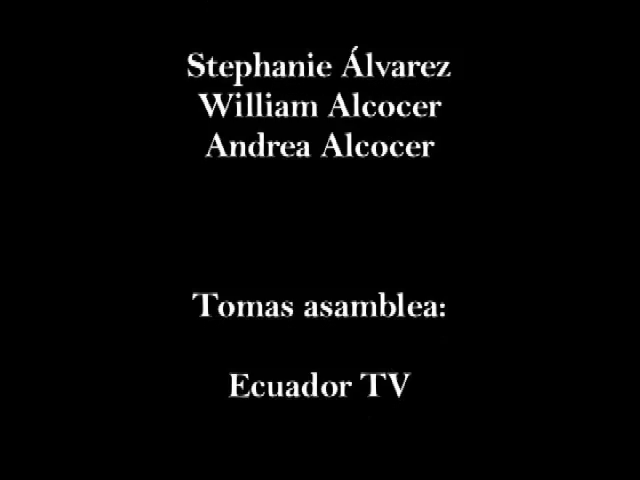 Stephanie Álvarez
William Alcocer
Andrea Alcocer
Tomas asamblea:
Ecuador TV